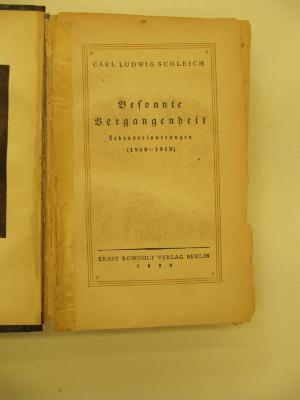 CARL LUDWIG SCHLEICH
Besonnte
Vergangenheit
Lebenserinnerungen
(1859—1919)
ERNST ROWOHLT VERLAG BERLIN